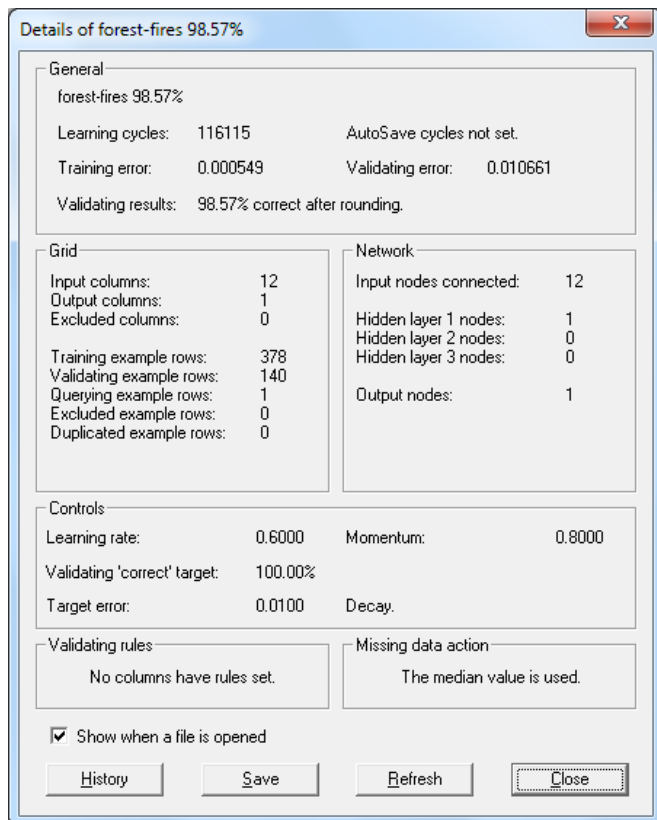 Details of forest-fires 98.57%
X
General
forest-fires 98.57%
Learning cycles: 116115 AutoSave cycles not set.
Training error: 0.000549 Validating error: 0.010661
Validating results: 98.57% correct after rounding.
Grid
Input columns: 12
Output columns: 1
Excluded columns: 0
Training example rows: 378
Validating example rows: 140
Querying example rows: 1
Excluded example rows: 0
Duplicated example rows: 0
Network
Input nodes connected: 12
Hidden layer 1 nodes: 1
Hidden layer 2 nodes: 0
Hidden layer 3 nodes: 0
Output nodes: 1
Controls
Learning rate: 0.6000 Momentum: 0.8000
Validating 'correct' target: 100.00%
Target error: 0.0100 Decay.
Validating rules
No columns have rules set.
Missing data action
The median value is used.
Show when a file is opened
History Save Refresh Close